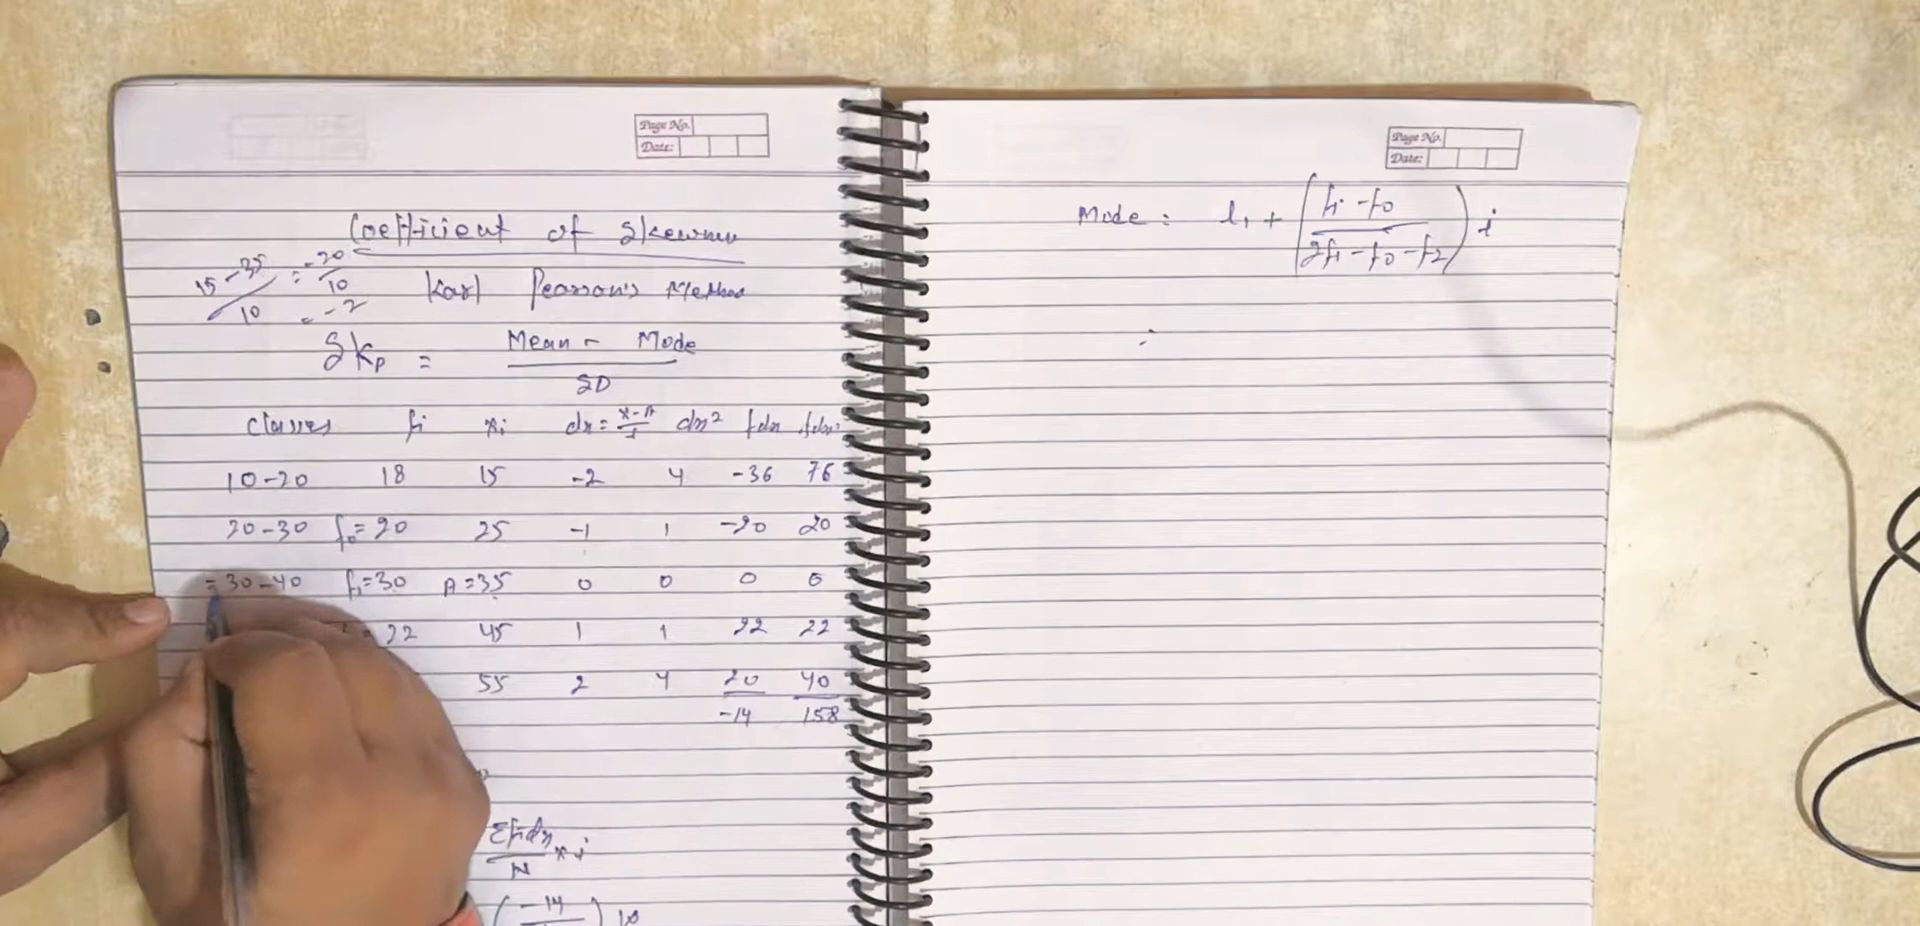 Page No.
Date:
Coefficient of Skewness
15-35/10 = -20/10
= -2
Karl Pearson's Method
SKp = Mean - Mode / SD
classes fi xi dx = x-A/i dx² fdx fdx²
10-20 18 15 -2 4 -36 76
20-30 f0=20 25 -1 1 -20 20
=30-40 f1=30 A=35 0 0 0 0
22 45 1 1 22 22
55 2 4 20 40
-14 158
Σfidx / N × i
(-14 ) 10
Page No.
Date:
Mode = l1 + (f1-f0 / 2f1-f0-f2) i